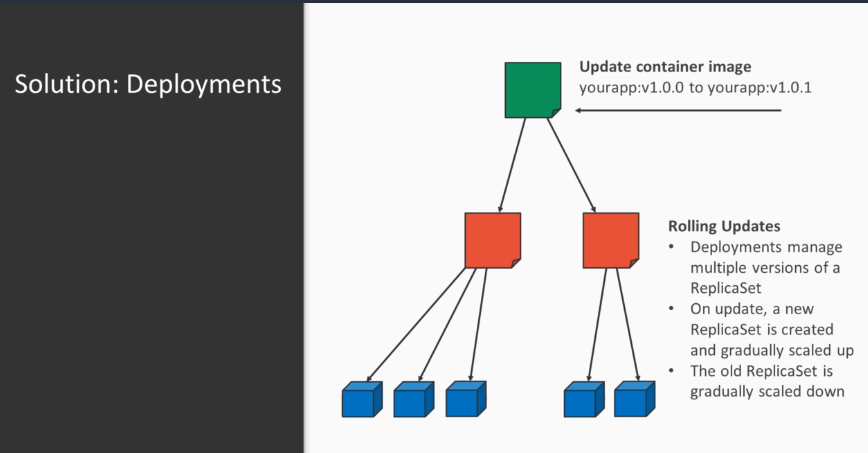 Solution: Deployments
Update container image
yourapp:v1.0.0 to yourapp:v1.0.1
Rolling Updates
• Deployments manage
multiple versions of a
ReplicaSet
• On update, a new
ReplicaSet is created
and gradually scaled up
• The old ReplicaSet is
gradually scaled down